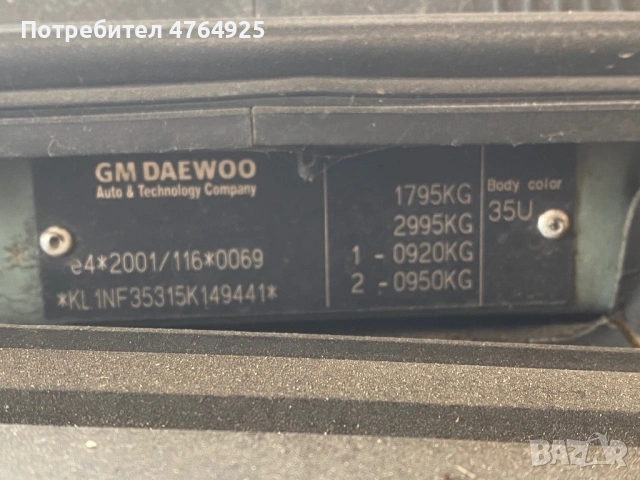 Потребител 4764925
GM DAEWOO
Auto & Technology Company
e4*2001/116*0069
*KL1NF35315K149441*
1795KG
2995KG
1 - 0920KG
2 - 0950KG
Body color
35U
BAZAR